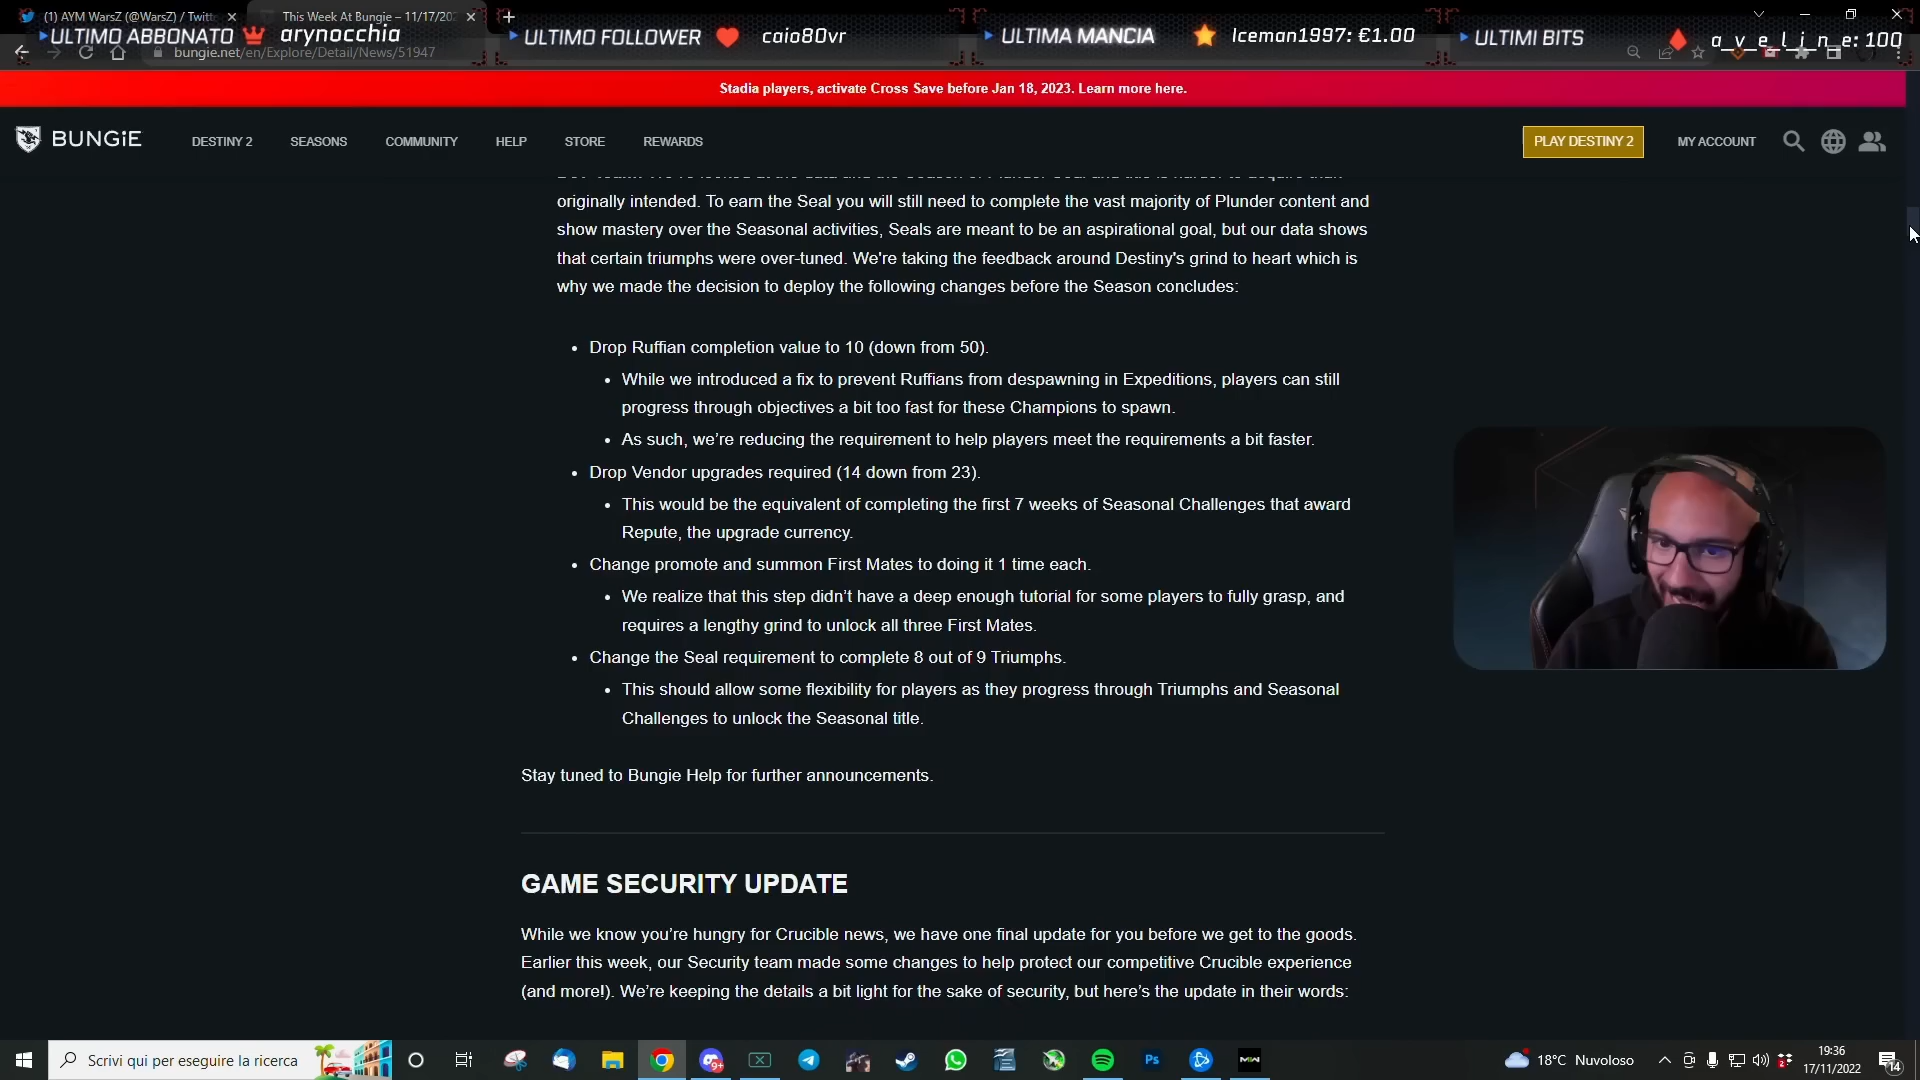 (1) AYM WarsZ (@WarsZ) / Twitt
This Week At Bungie – 11/17/202
ULTIMO ABBONATO arynocchia
ULTIMO FOLLOWER caio80vr
ULTIMA MANCIA Iceman1997: €1.00
ULTIMI BITS a_v_e_l_i_n_e: 100
bungie.net/en/Explore/Detail/News/51947
Stadia players, activate Cross Save before Jan 18, 2023. Learn more here.
BUNGiE DESTINY 2 SEASONS COMMUNITY HELP STORE REWARDS PLAY DESTINY 2 MY ACCOUNT
originally intended. To earn the Seal you will still need to complete the vast majority of Plunder content and
show mastery over the Seasonal activities, Seals are meant to be an aspirational goal, but our data shows
that certain triumphs were over-tuned. We're taking the feedback around Destiny's grind to heart which is
why we made the decision to deploy the following changes before the Season concludes:
• Drop Ruffian completion value to 10 (down from 50).
• While we introduced a fix to prevent Ruffians from despawning in Expeditions, players can still
progress through objectives a bit too fast for these Champions to spawn.
• As such, we’re reducing the requirement to help players meet the requirements a bit faster.
• Drop Vendor upgrades required (14 down from 23).
• This would be the equivalent of completing the first 7 weeks of Seasonal Challenges that award
Repute, the upgrade currency.
• Change promote and summon First Mates to doing it 1 time each.
• We realize that this step didn’t have a deep enough tutorial for some players to fully grasp, and
requires a lengthy grind to unlock all three First Mates.
• Change the Seal requirement to complete 8 out of 9 Triumphs.
• This should allow some flexibility for players as they progress through Triumphs and Seasonal
Challenges to unlock the Seasonal title.
Stay tuned to Bungie Help for further announcements.
GAME SECURITY UPDATE
While we know you’re hungry for Crucible news, we have one final update for you before we get to the goods.
Earlier this week, our Security team made some changes to help protect our competitive Crucible experience
(and more!). We’re keeping the details a bit light for the sake of security, but here’s the update in their words:
Scrivi qui per eseguire la ricerca
9+
Ps
18°C Nuvoloso
19:36
17/11/2022
14